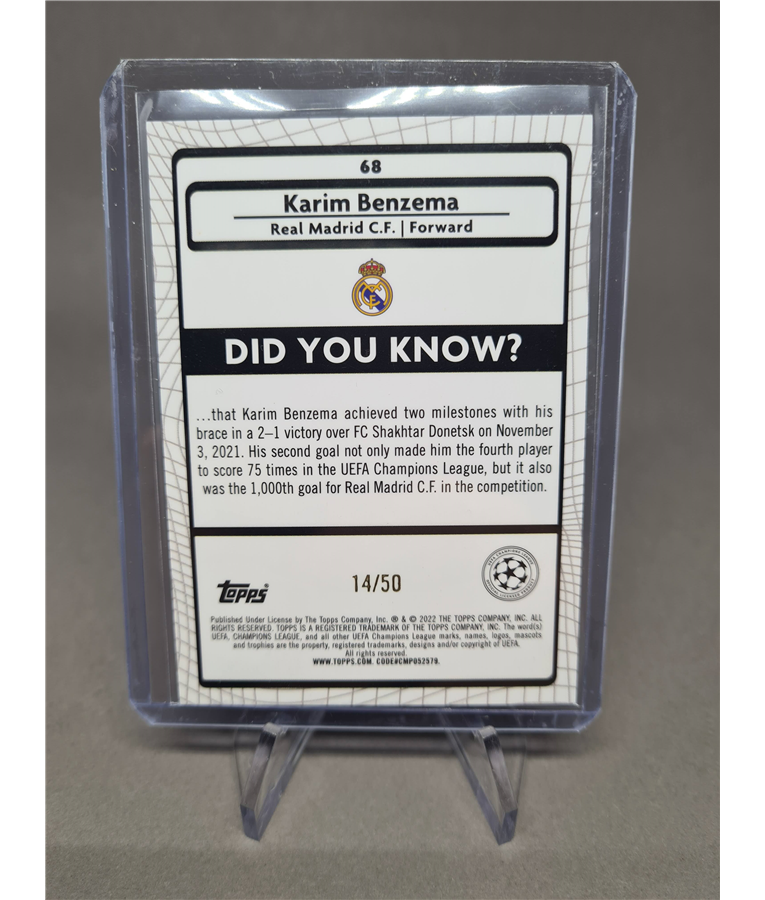 68
Karim Benzema
Real Madrid C.F. | Forward
DID YOU KNOW?
...that Karim Benzema achieved two milestones with his
brace in a 2–1 victory over FC Shakhtar Donetsk on November
3, 2021. His second goal not only made him the fourth player
to score 75 times in the UEFA Champions League, but it also
was the 1,000th goal for Real Madrid C.F. in the competition.
topps®
14/50
Published Under License by The Topps Company, Inc. ® & © 2022 THE TOPPS COMPANY, INC. ALL
RIGHTS RESERVED. TOPPS IS A REGISTERED TRADEMARK OF THE TOPPS COMPANY, INC. The word(s)
UEFA, CHAMPIONS LEAGUE, and all other UEFA Champions League marks, names, logos, mascots
and trophies are the property, registered trademarks, designs and/or copyright of UEFA.
All rights reserved.
WWW.TOPPS.COM. CODE#CMP052579.